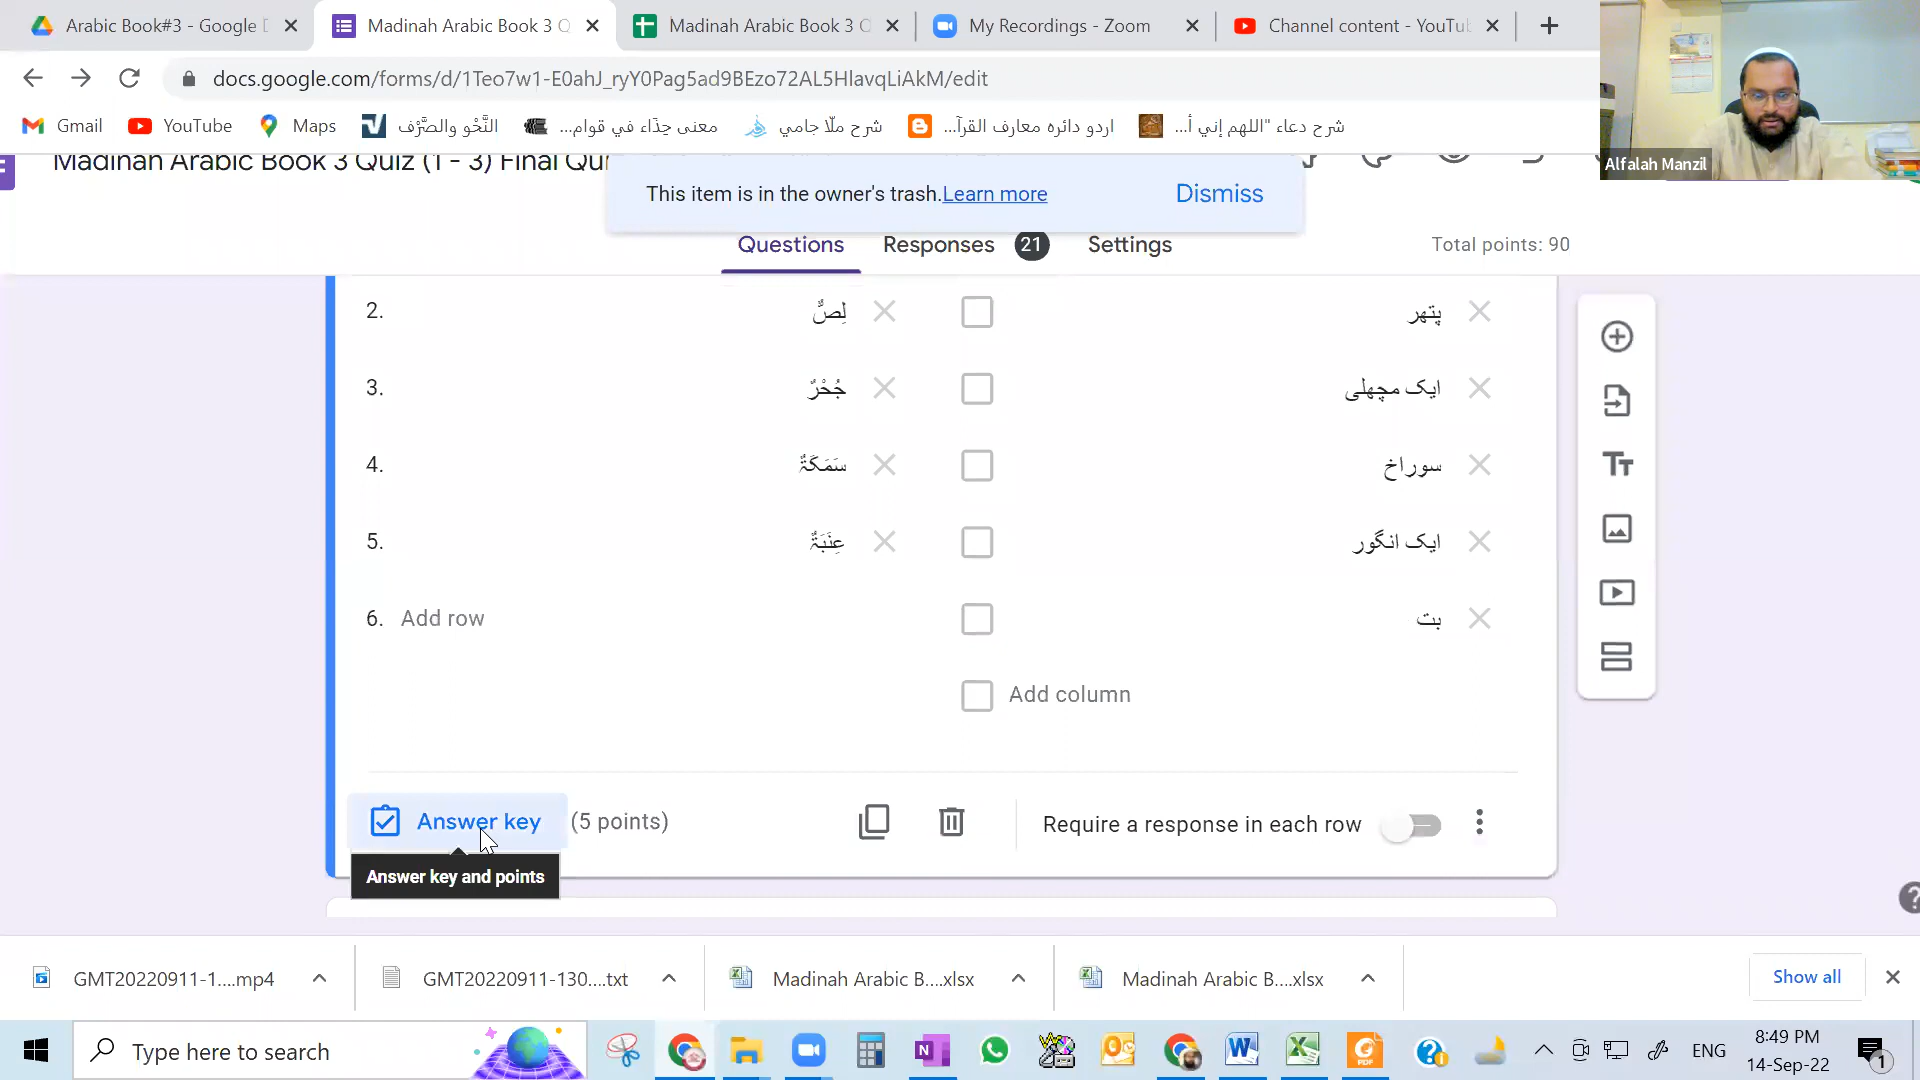 Arabic Book#3 - Google D
Madinah Arabic Book 3 Q
Madinah Arabic Book 3 Q
My Recordings - Zoom
Channel content - YouTu
docs.google.com/forms/d/1Teo7w1-E0ahJ_ryY0Pag5ad9BEzo72AL5HlavqLiAkM/edit
Gmail
YouTube
Maps
النَّحْو والصَّرْف
معنى حِذَاء في قوام...
شرح ملّا جامي
اردو دائره معارف القرآ...
شرح دعاء "اللهم إني أ...
Alfalah Manzil
Madinah Arabic Book 3 Quiz (1 - 3) Final Qu
This item is in the owner's trash. Learn more
Dismiss
Questions
Responses 21
Settings
Total points: 90
2. لِصٌّ
پتھر
3. جُحْرٌ
ایک مچھلی
4. سَمَكَةٌ
سوراخ
5. عِنَبَةٌ
ایک انگور
6. Add row
بت
Add column
Answer key (5 points)
Require a response in each row
Answer key and points
GMT20220911-1....mp4
GMT20220911-130....txt
Madinah Arabic B....xlsx
Madinah Arabic B....xlsx
Show all
Type here to search
ENG
8:49 PM
14-Sep-22
1